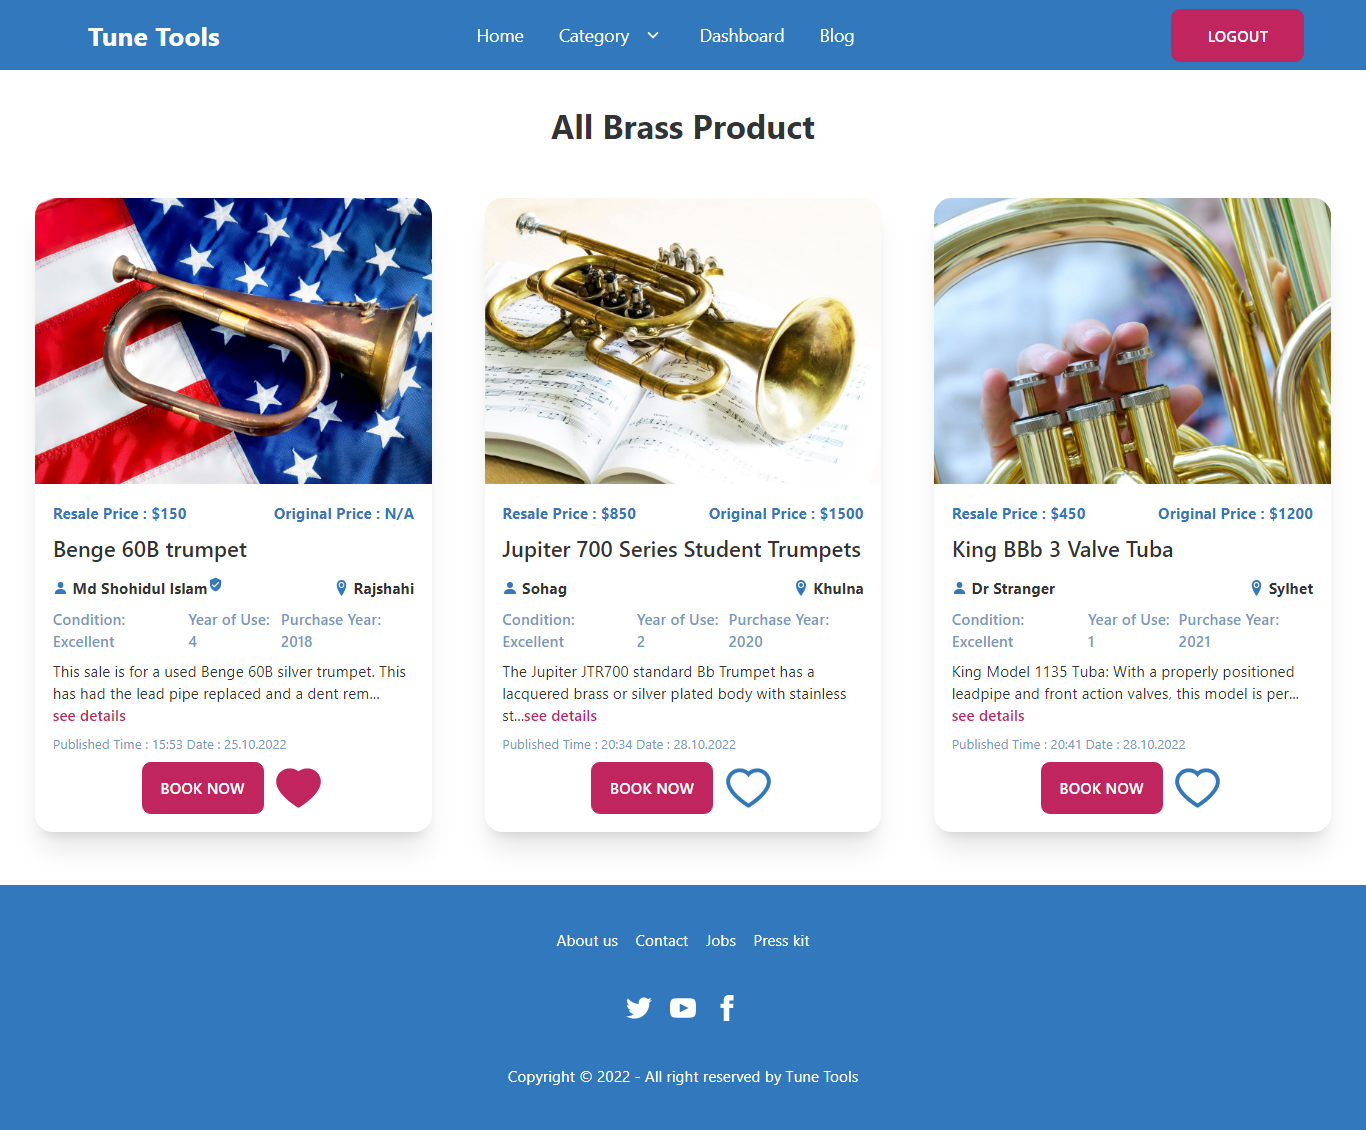 Tune Tools
Home Category Dashboard Blog
LOGOUT
All Brass Product
Resale Price : $150 Original Price : N/A
Benge 60B trumpet
Md Shohidul Islam Rajshahi
Condition: Year of Use: Purchase Year:
Excellent 4 2018
This sale is for a used Benge 60B silver trumpet. This
has had the lead pipe replaced and a dent rem...
see details
Published Time : 15:53 Date : 25.10.2022
BOOK NOW
Resale Price : $850 Original Price : $1500
Jupiter 700 Series Student Trumpets
Sohag Khulna
Condition: Year of Use: Purchase Year:
Excellent 2 2020
The Jupiter JTR700 standard Bb Trumpet has a
lacquered brass or silver plated body with stainless
st...see details
Published Time : 20:34 Date : 28.10.2022
BOOK NOW
Resale Price : $450 Original Price : $1200
King BBb 3 Valve Tuba
Dr Stranger Sylhet
Condition: Year of Use: Purchase Year:
Excellent 1 2021
King Model 1135 Tuba: With a properly positioned
leadpipe and front action valves, this model is per...
see details
Published Time : 20:41 Date : 28.10.2022
BOOK NOW
About us Contact Jobs Press kit
Copyright © 2022 - All right reserved by Tune Tools